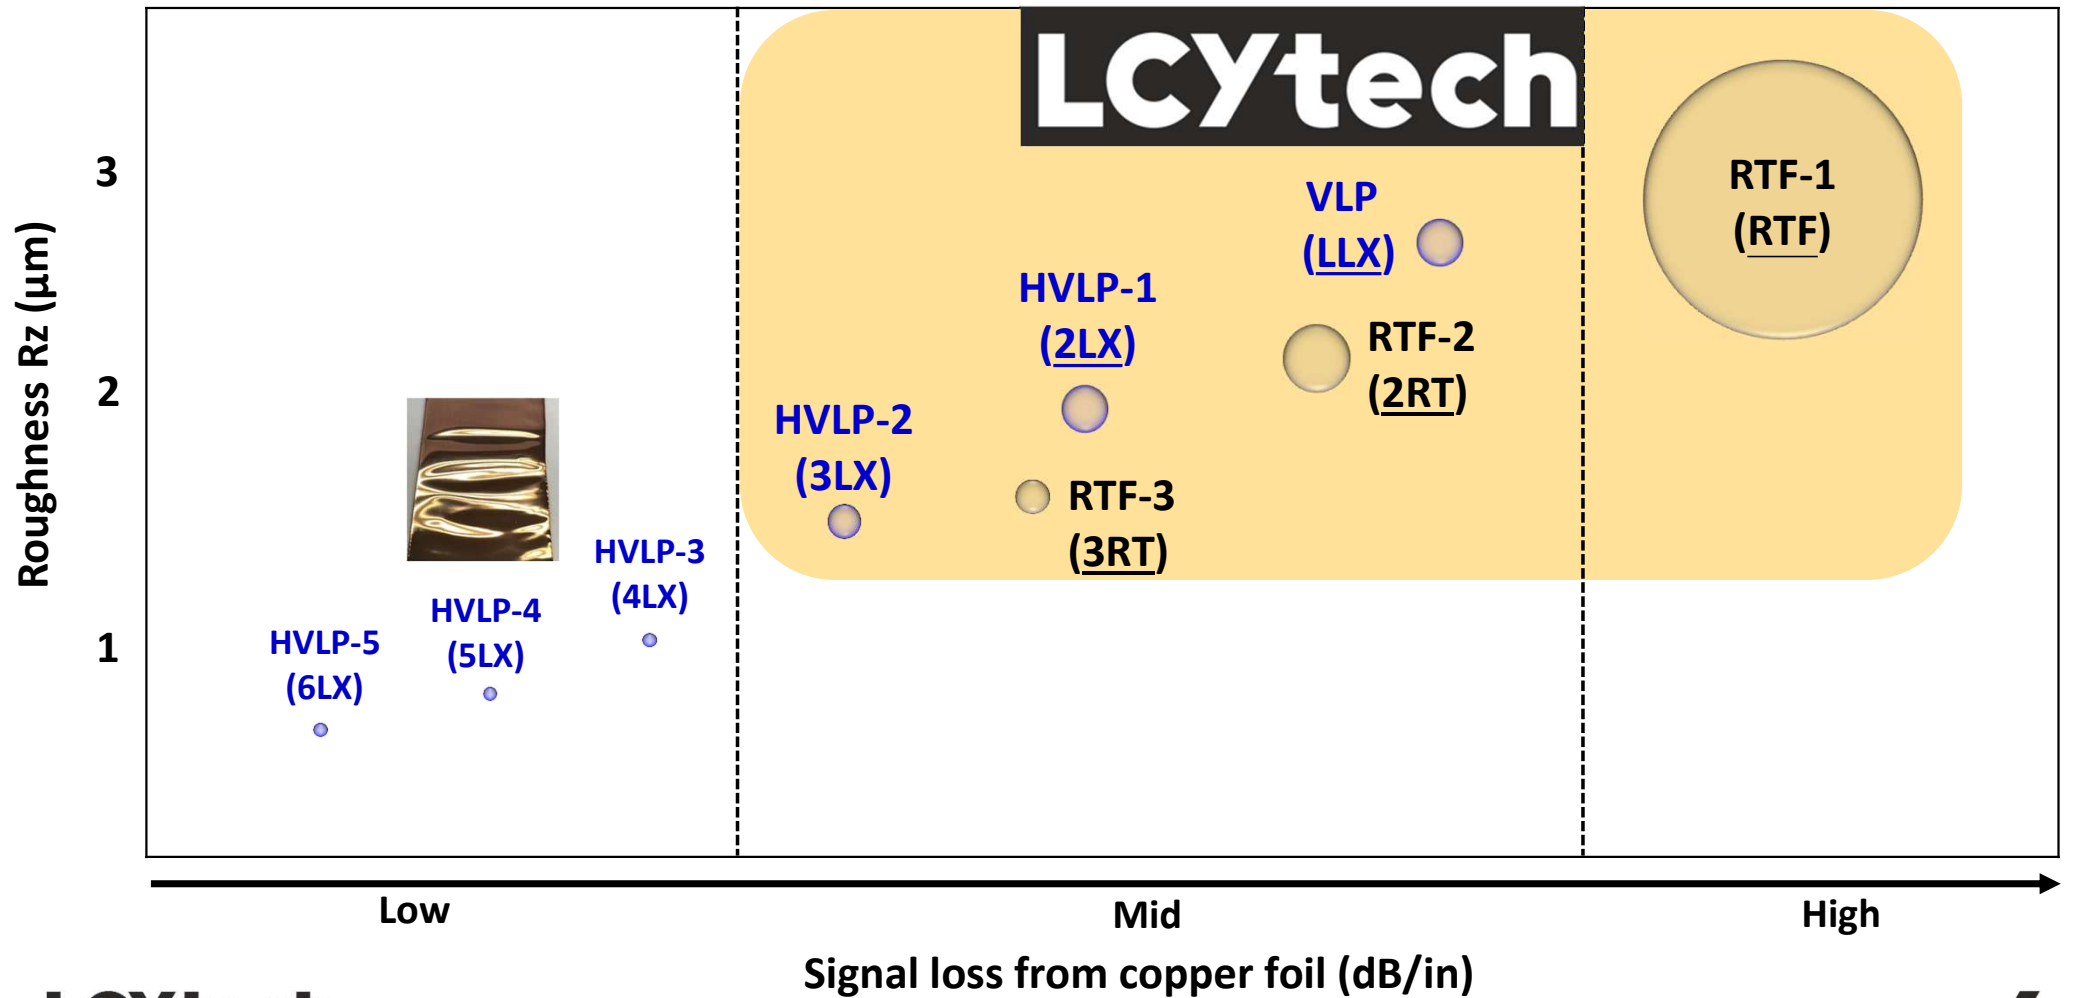 LCYtech
Roughness Rz (μm)
3
2
1
RTF-1
(RTF)
VLP
(LLX)
HVLP-1
(2LX)
RTF-2
(2RT)
HVLP-2
(3LX)
RTF-3
(3RT)
HVLP-3
(4LX)
HVLP-4
(5LX)
HVLP-5
(6LX)
Low
Mid
High
Signal loss from copper foil (dB/in)